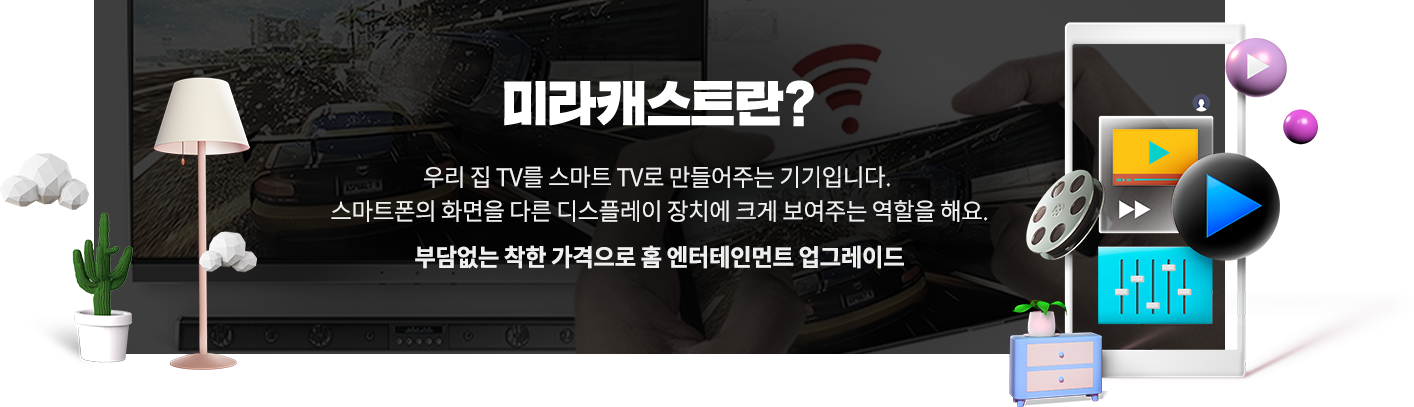 미라캐스트란?
우리 집 TV를 스마트 TV로 만들어주는 기기입니다.
스마트폰의 화면을 다른 디스플레이 장치에 크게 보여주는 역할을 해요.
부담없는 착한 가격으로 홈 엔터테인먼트 업그레이드